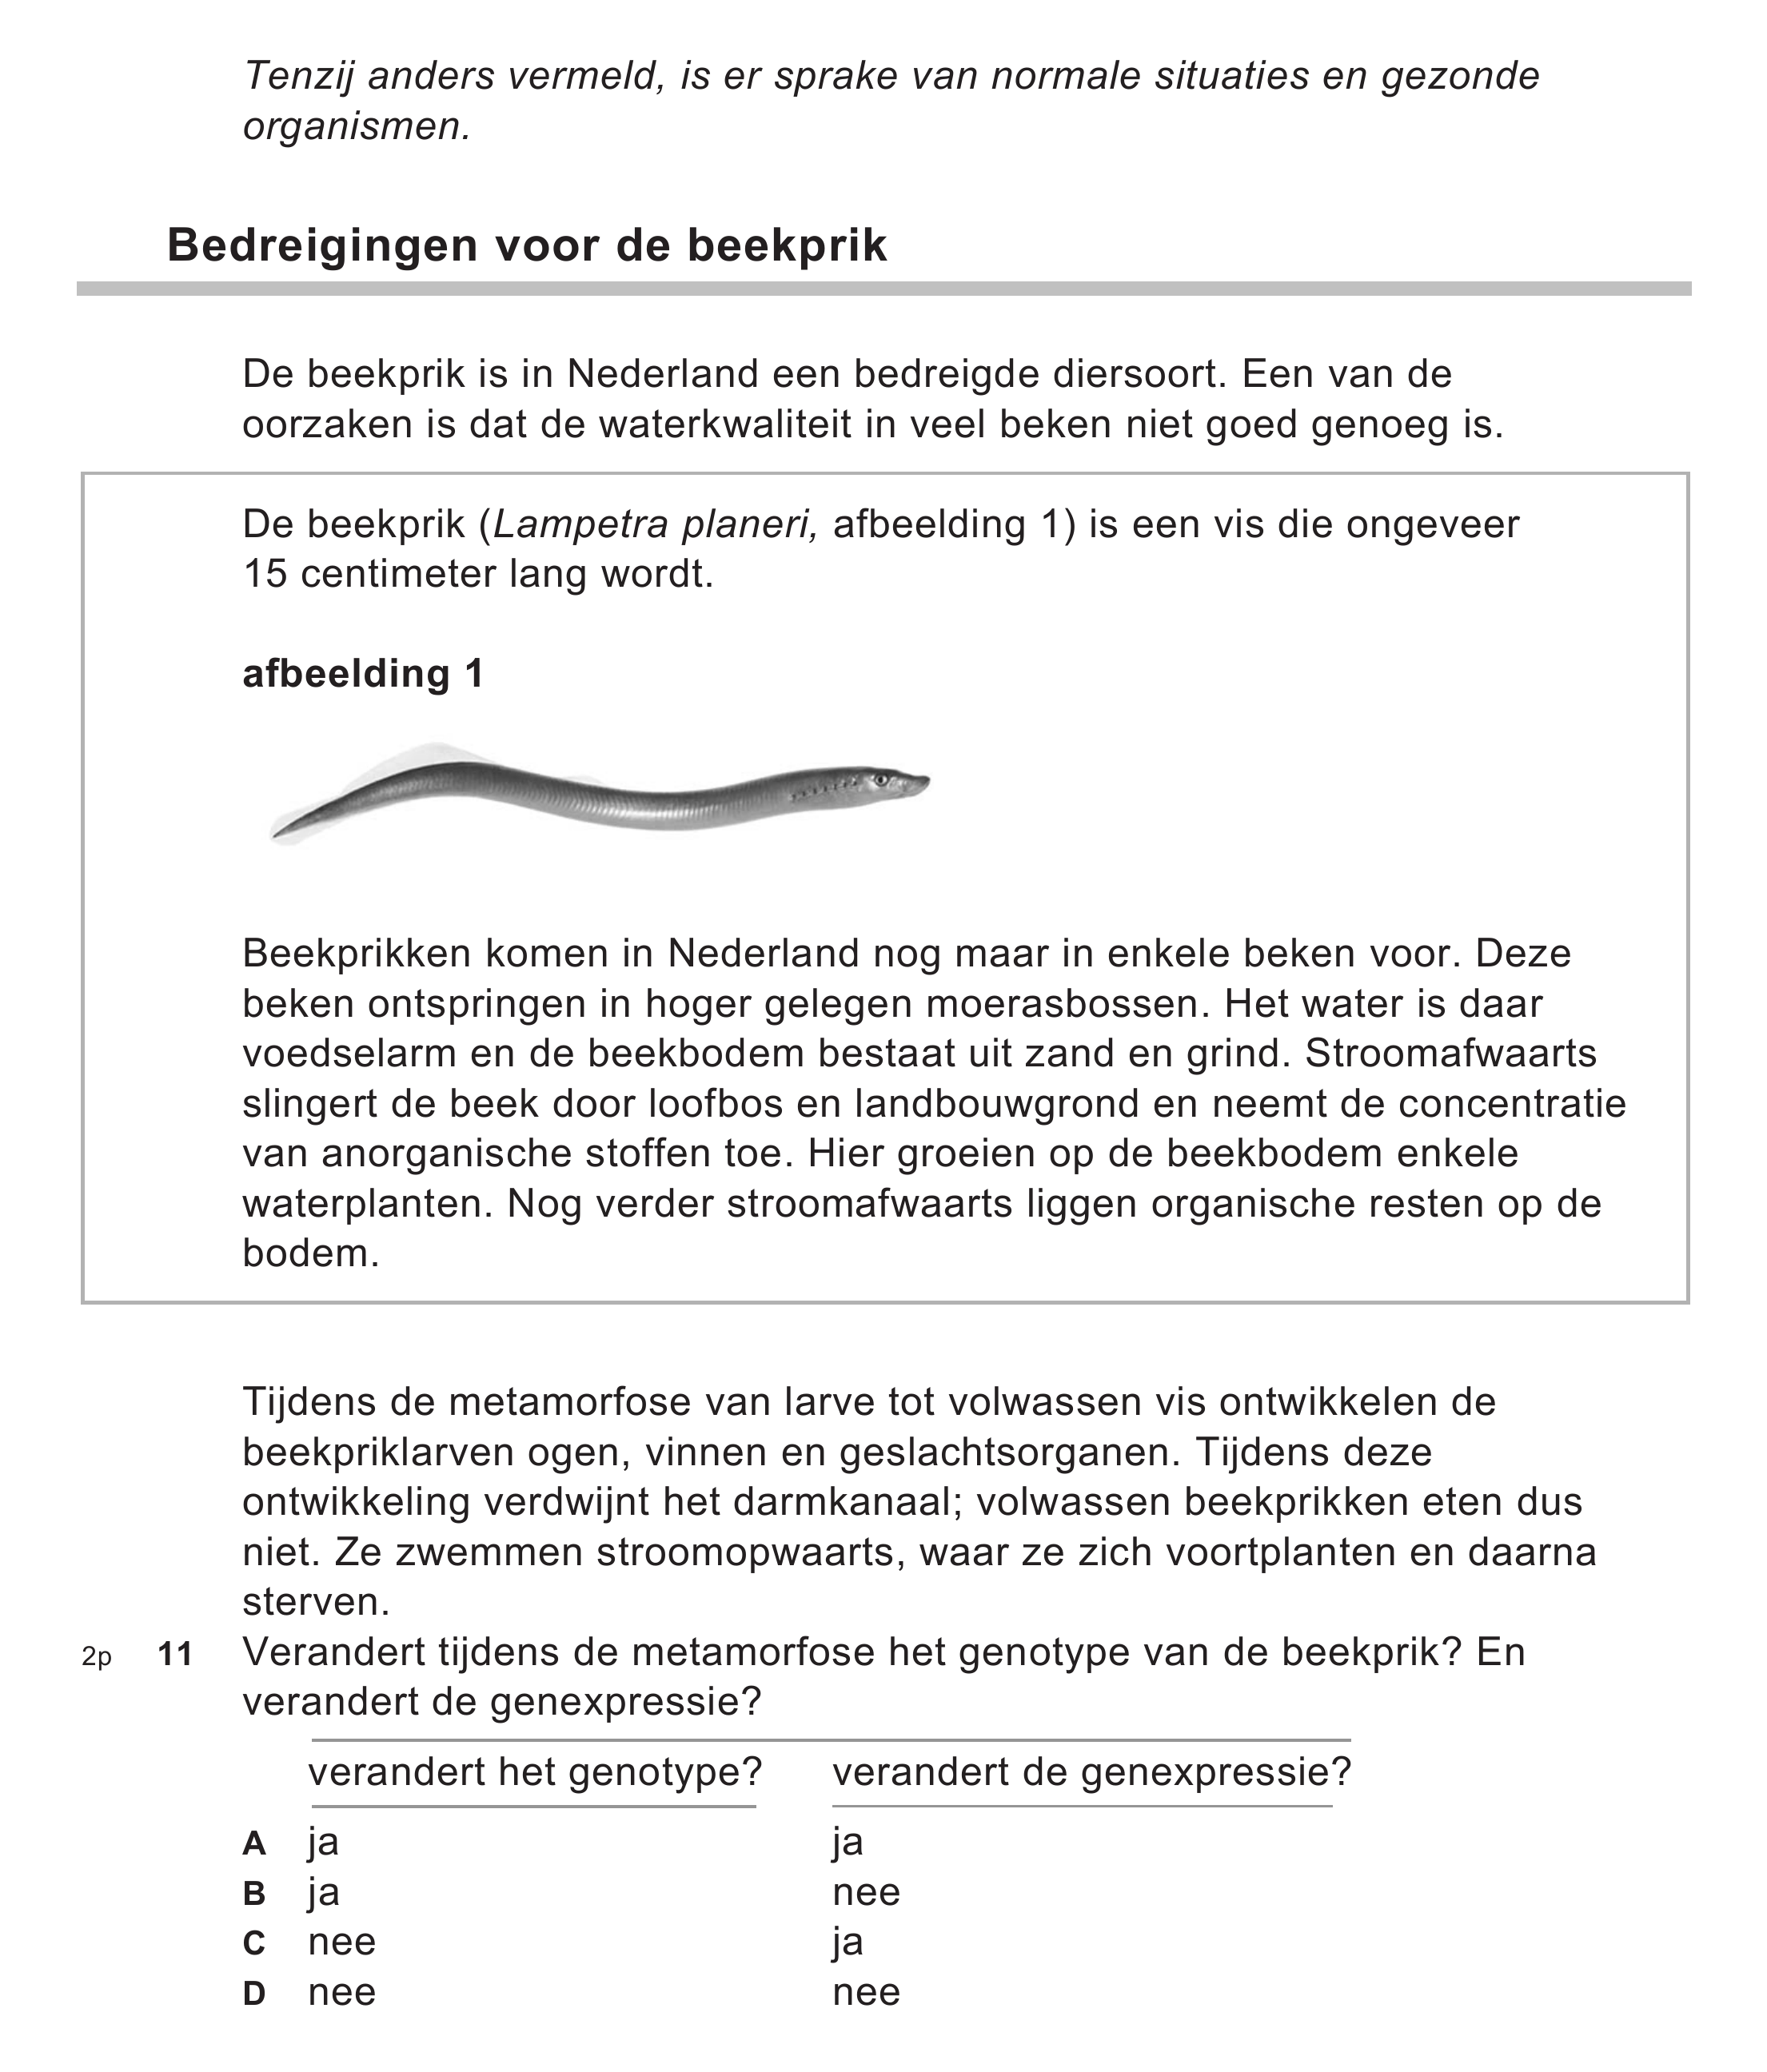 Tenzij anders vermeld, is er sprake van normale situaties en gezonde
organismen.
Bedreigingen voor de beekprik
De beekprik is in Nederland een bedreigde diersoort. Een van de
oorzaken is dat de waterkwaliteit in veel beken niet goed genoeg is.
De beekprik (Lampetra planeri, afbeelding 1) is een vis die ongeveer
15 centimeter lang wordt.
afbeelding 1
Beekprikken komen in Nederland nog maar in enkele beken voor. Deze
beken ontspringen in hoger gelegen moerasbossen. Het water is daar
voedselarm en de beekbodem bestaat uit zand en grind. Stroomafwaarts
slingert de beek door loofbos en landbouwgrond en neemt de concentratie
van anorganische stoffen toe. Hier groeien op de beekbodem enkele
waterplanten. Nog verder stroomafwaarts liggen organische resten op de
bodem.
Tijdens de metamorfose van larve tot volwassen vis ontwikkelen de
beekpriklarven ogen, vinnen en geslachtsorganen. Tijdens deze
ontwikkeling verdwijnt het darmkanaal; volwassen beekprikken eten dus
niet. Ze zwemmen stroomopwaarts, waar ze zich voortplanten en daarna
sterven.
2p 11 Verandert tijdens de metamorfose het genotype van de beekprik? En
verandert de genexpressie?
verandert het genotype? verandert de genexpressie?
A ja ja
B ja nee
C nee ja
D nee nee